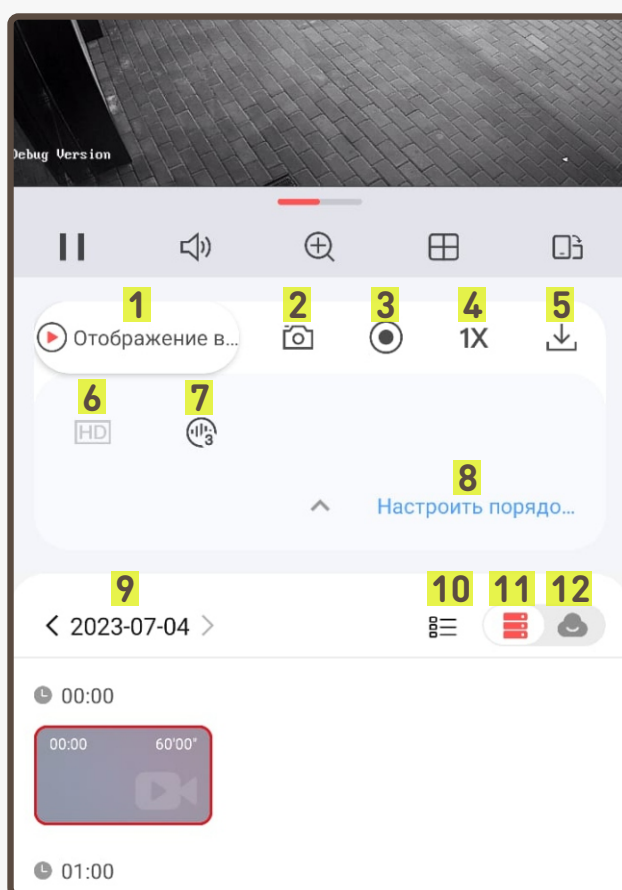 Debug Version
1 2 3 4 5
Отображение в... 1X
6 7
HD 3
8
Настроить порядо...
9 10 11 12
2023-07-04
00:00
00:00 60'00"
01:00